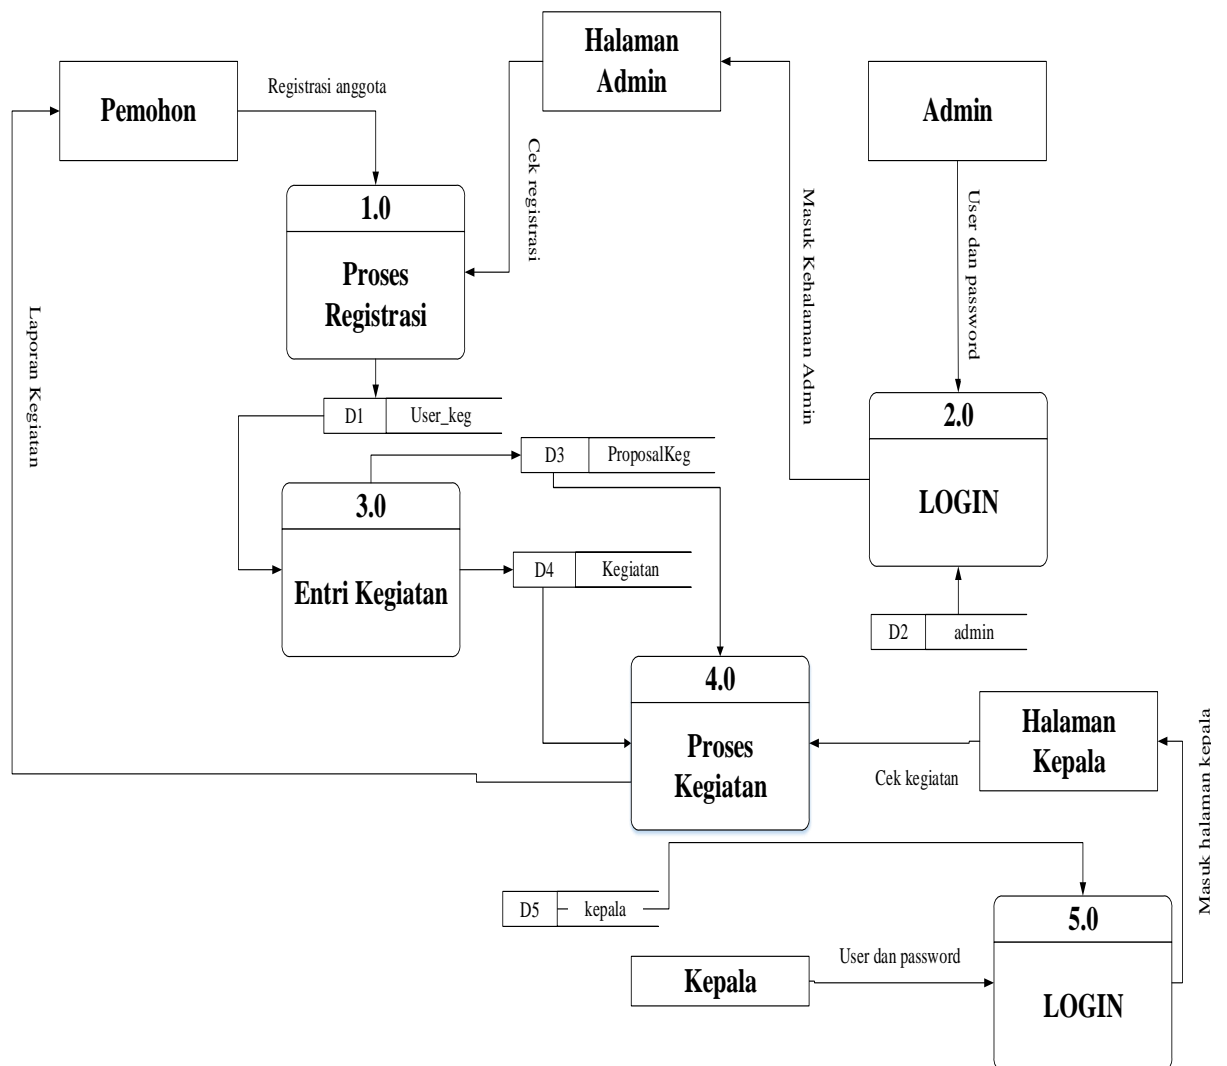 Halaman
Admin
Pemohon
Registrasi anggota
Admin
Cek registrasi
Masuk Kehalaman Admin
User dan password
1.0
Proses
Registrasi
Laporan Kegiatan
D1 User_keg
2.0
LOGIN
D3 ProposalKeg
3.0
Entri Kegiatan
D4 Kegiatan
D2 admin
4.0
Proses
Kegiatan
Halaman
Kepala
Cek kegiatan
Masuk halaman kepala
D5 kepala
5.0
LOGIN
User dan password
Kepala